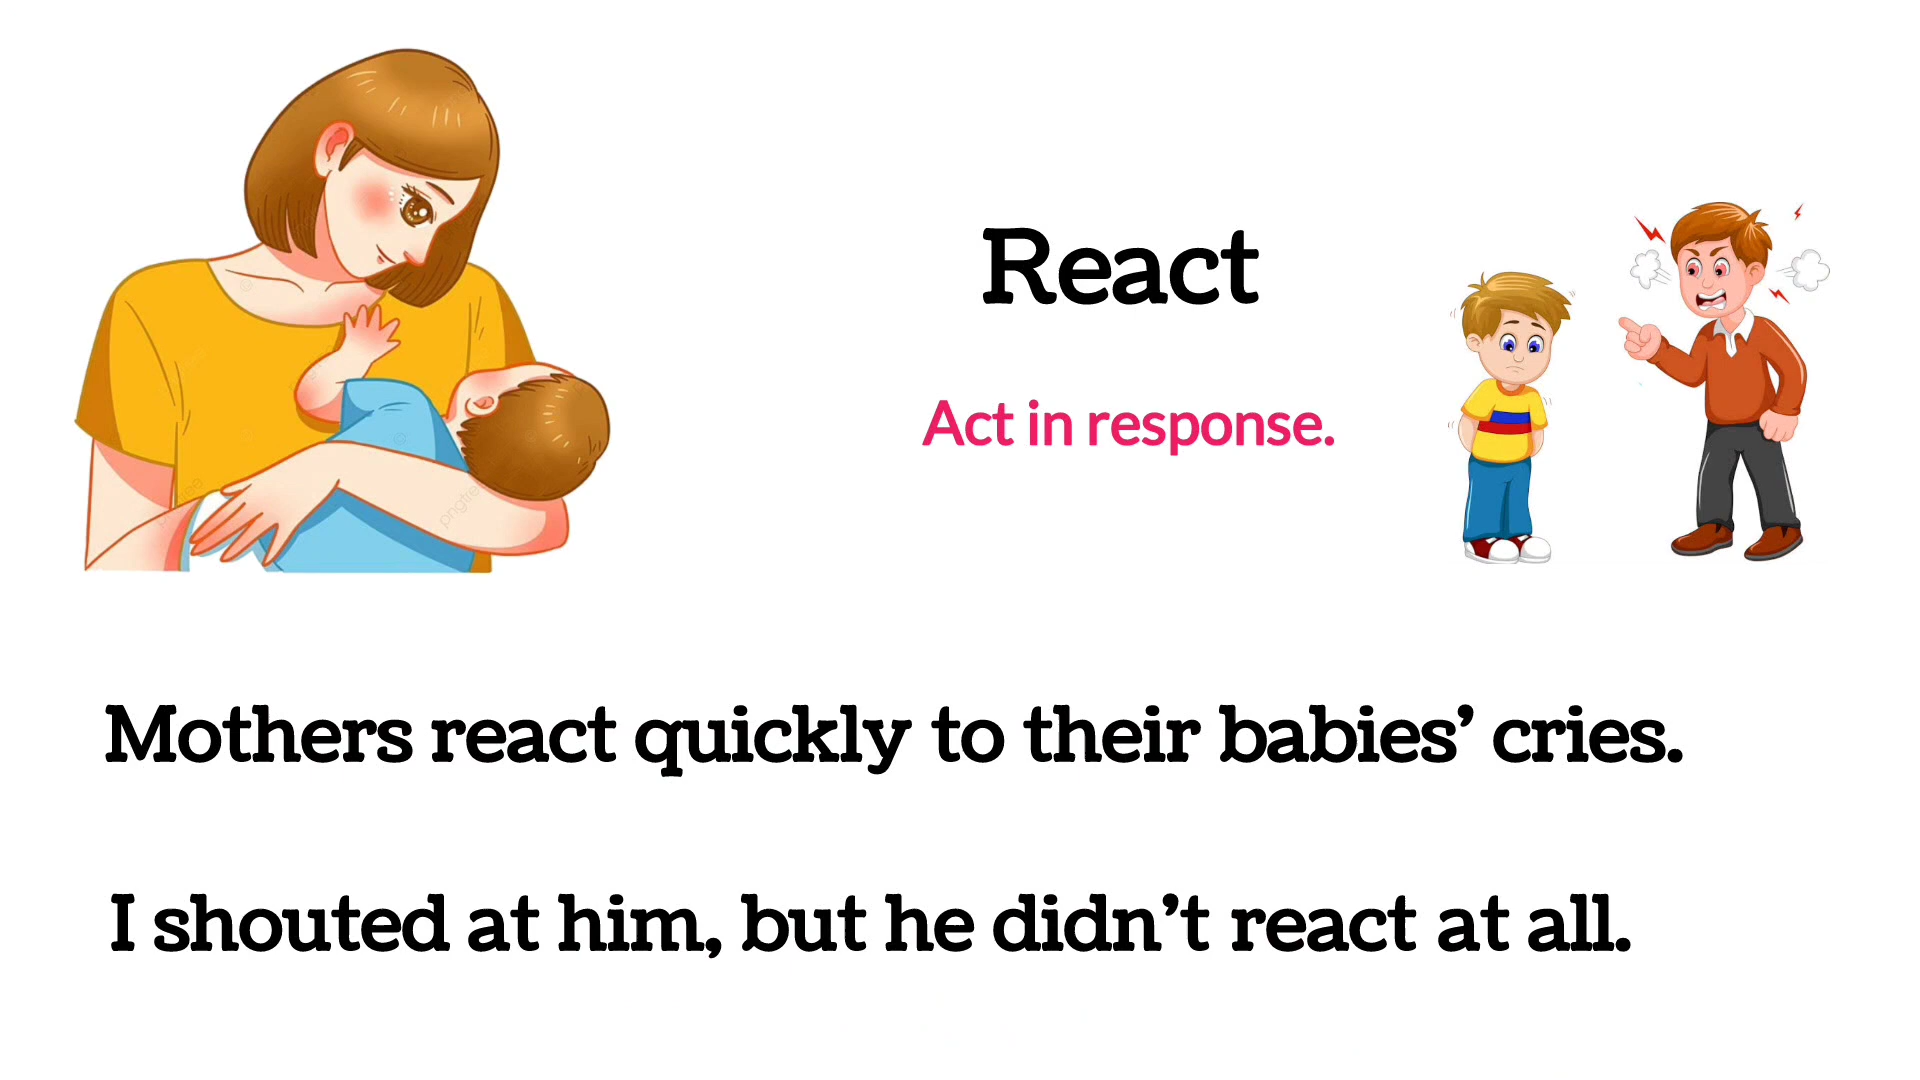 React
Act in response.
Mothers react quickly to their babies’ cries.
I shouted at him, but he didn’t react at all.
pngtree